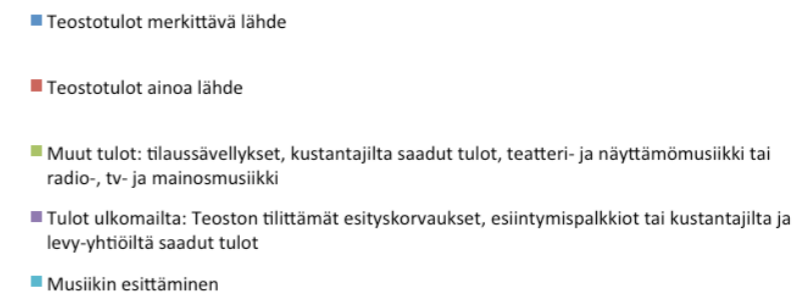 Teostotulot merkittävä lähde
Teostotulot ainoa lähde
Muut tulot: tilaussävellykset, kustantajilta saadut tulot, teatteri- ja näyttämömusiikki tai
radio-, tv- ja mainosmusiikki
Tulot ulkomailta: Teoston tilittämät esityskorvaukset, esiintymispalkkiot tai kustantajilta ja
levy-yhtiöiltä saadut tulot
Musiikin esittäminen